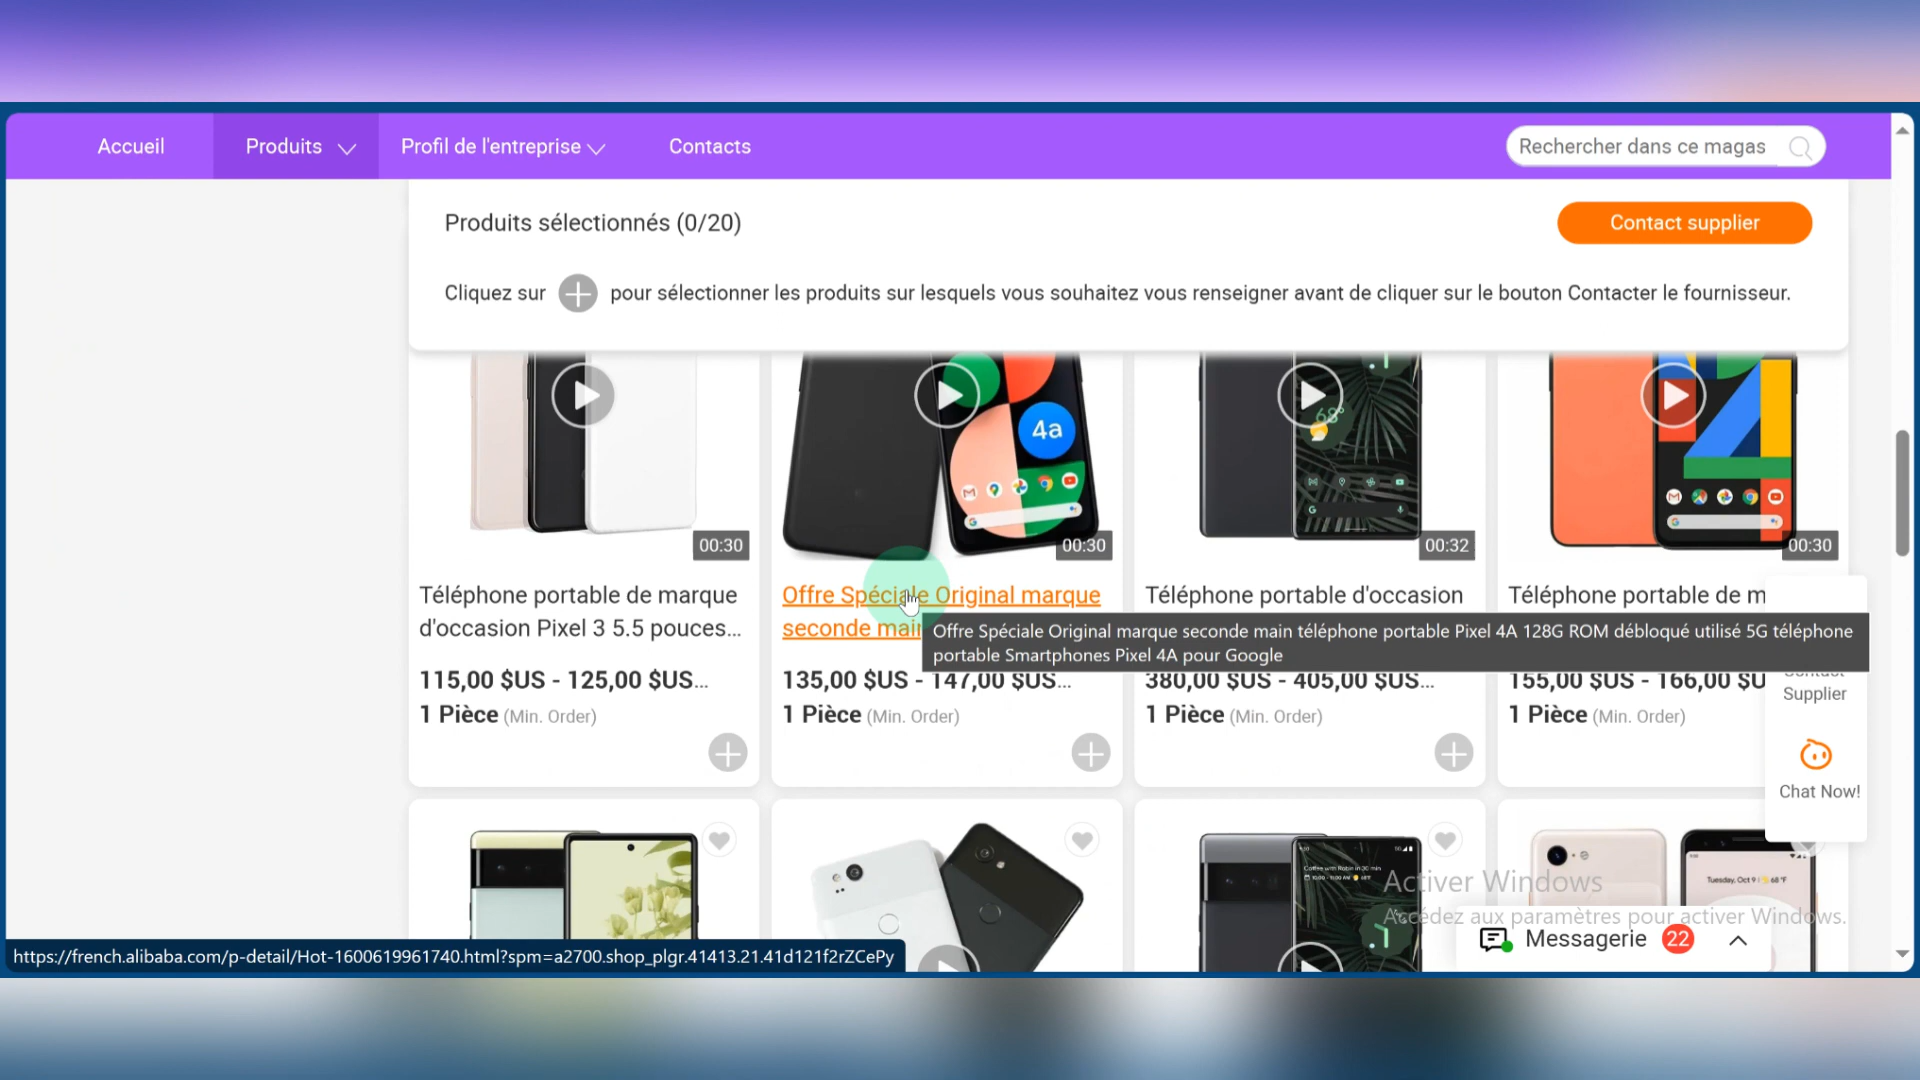 Accueil
Produits
Profil de l'entreprise
Contacts
Rechercher dans ce magas
Produits sélectionnés (0/20)
Contact supplier
Cliquez sur
pour sélectionner les produits sur lesquels vous souhaitez vous renseigner avant de cliquer sur le bouton Contacter le fournisseur.
4a
68°
00:30
00:30
00:32
00:30
Téléphone portable de marque
d'occasion Pixel 3 5.5 pouces...
115,00 $US - 125,00 $US...
1 Pièce (Min. Order)
Offre Spéciale Original marque
seconde main
135,00 $US - 147,00 $US...
1 Pièce (Min. Order)
Téléphone portable d'occasion
380,00 $US - 405,00 $US...
1 Pièce (Min. Order)
Téléphone portable de m
155,00 $US - 166,00 $U
1 Pièce (Min. Order)
Offre Spéciale Original marque seconde main téléphone portable Pixel 4A 128G ROM débloqué utilisé 5G téléphone
portable Smartphones Pixel 4A pour Google
Contact
Supplier
Chat Now!
Tuesday, Oct 9
68 °F
Activer Windows
Accédez aux paramètres pour activer Windows.
Messagerie 22
https://french.alibaba.com/p-detail/Hot-1600619961740.html?spm=a2700.shop_plgr.41413.21.41d121f2rZCePy